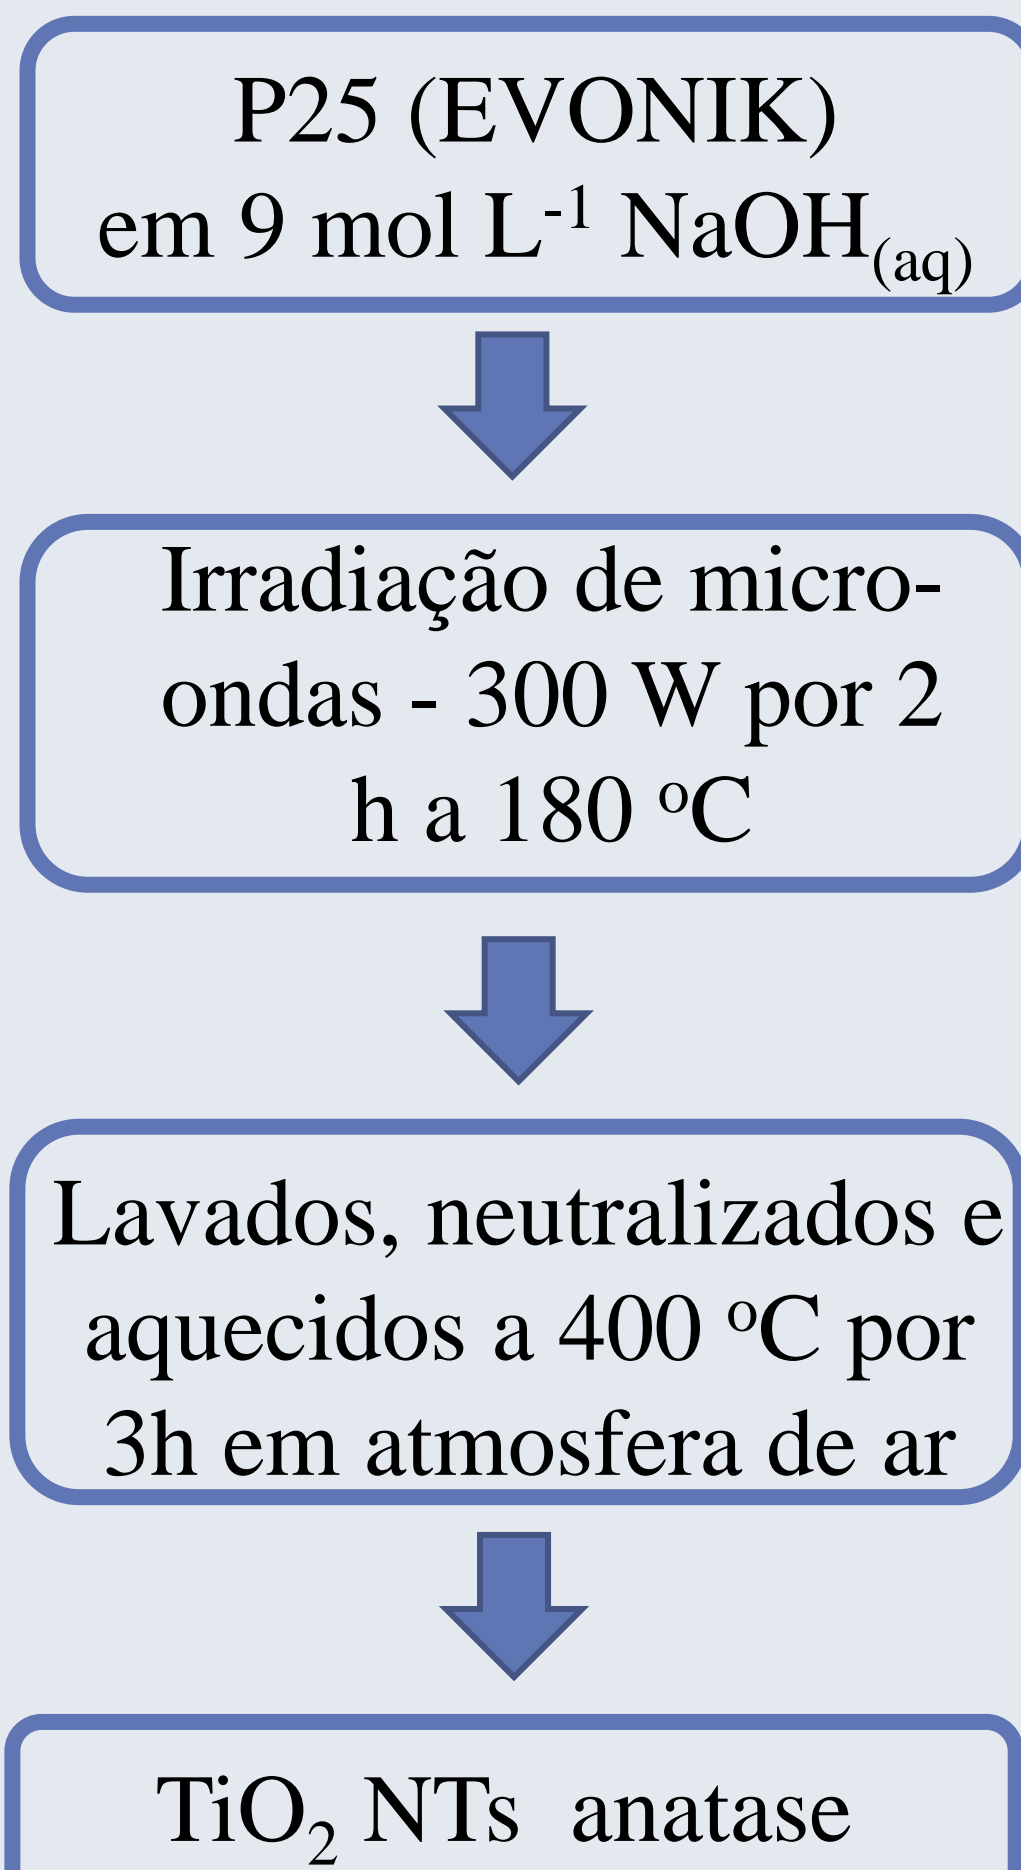 P25 (EVONIK)
em 9 mol L⁻¹ NaOH₍aq₎
Irradiação de micro-
ondas - 300 W por 2
h a 180 ºC
Lavados, neutralizados e
aquecidos a 400 ºC por
3h em atmosfera de ar
TiO₂ NTs anatase